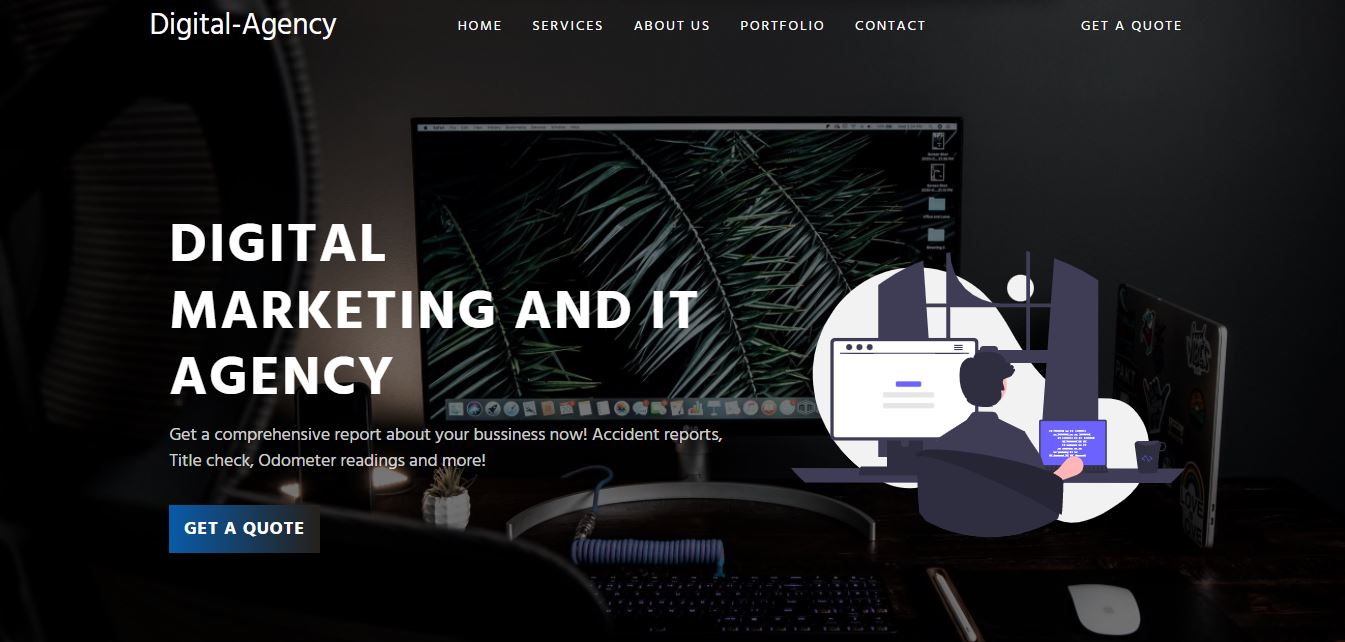 Digital-Agency
HOME SERVICES ABOUT US PORTFOLIO CONTACT GET A QUOTE
DIGITAL
MARKETING AND IT
AGENCY
Get a comprehensive report about your bussiness now! Accident reports,
Title check, Odometer readings and more!
GET A QUOTE